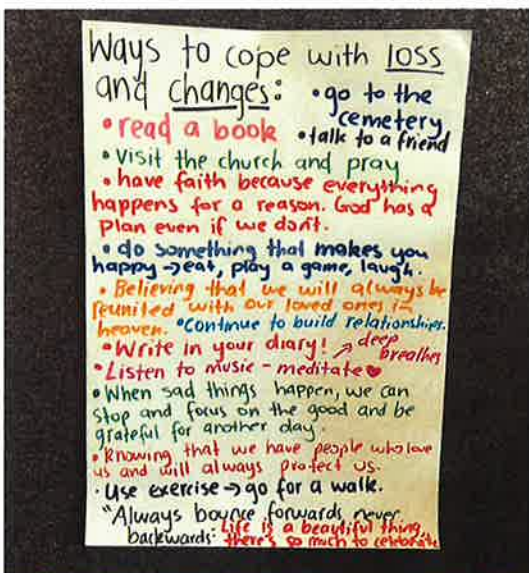 Ways to cope with loss
and changes:
• go to the
cemetery
• read a book
• talk to a friend
• Visit the church and pray
• have faith because everything
happens for a reason. God has a
plan even if we don't.
• do something that makes you
happy → eat, play a game, laugh.
• Believing that we will always be
reunited with our loved ones in
heaven.
• Continue to build relationships.
• Write in your diary! → deep
breathes
• Listen to music - meditate ♥
• When sad things happen, we can
stop and focus on the good and be
grateful for another day.
• Knowing that we have people who love
us and will always protect us.
• Use exercise → go for a walk.
"Always bounce forwards never
backwards"
• Life is a beautiful thing,
there's so much to celebrate